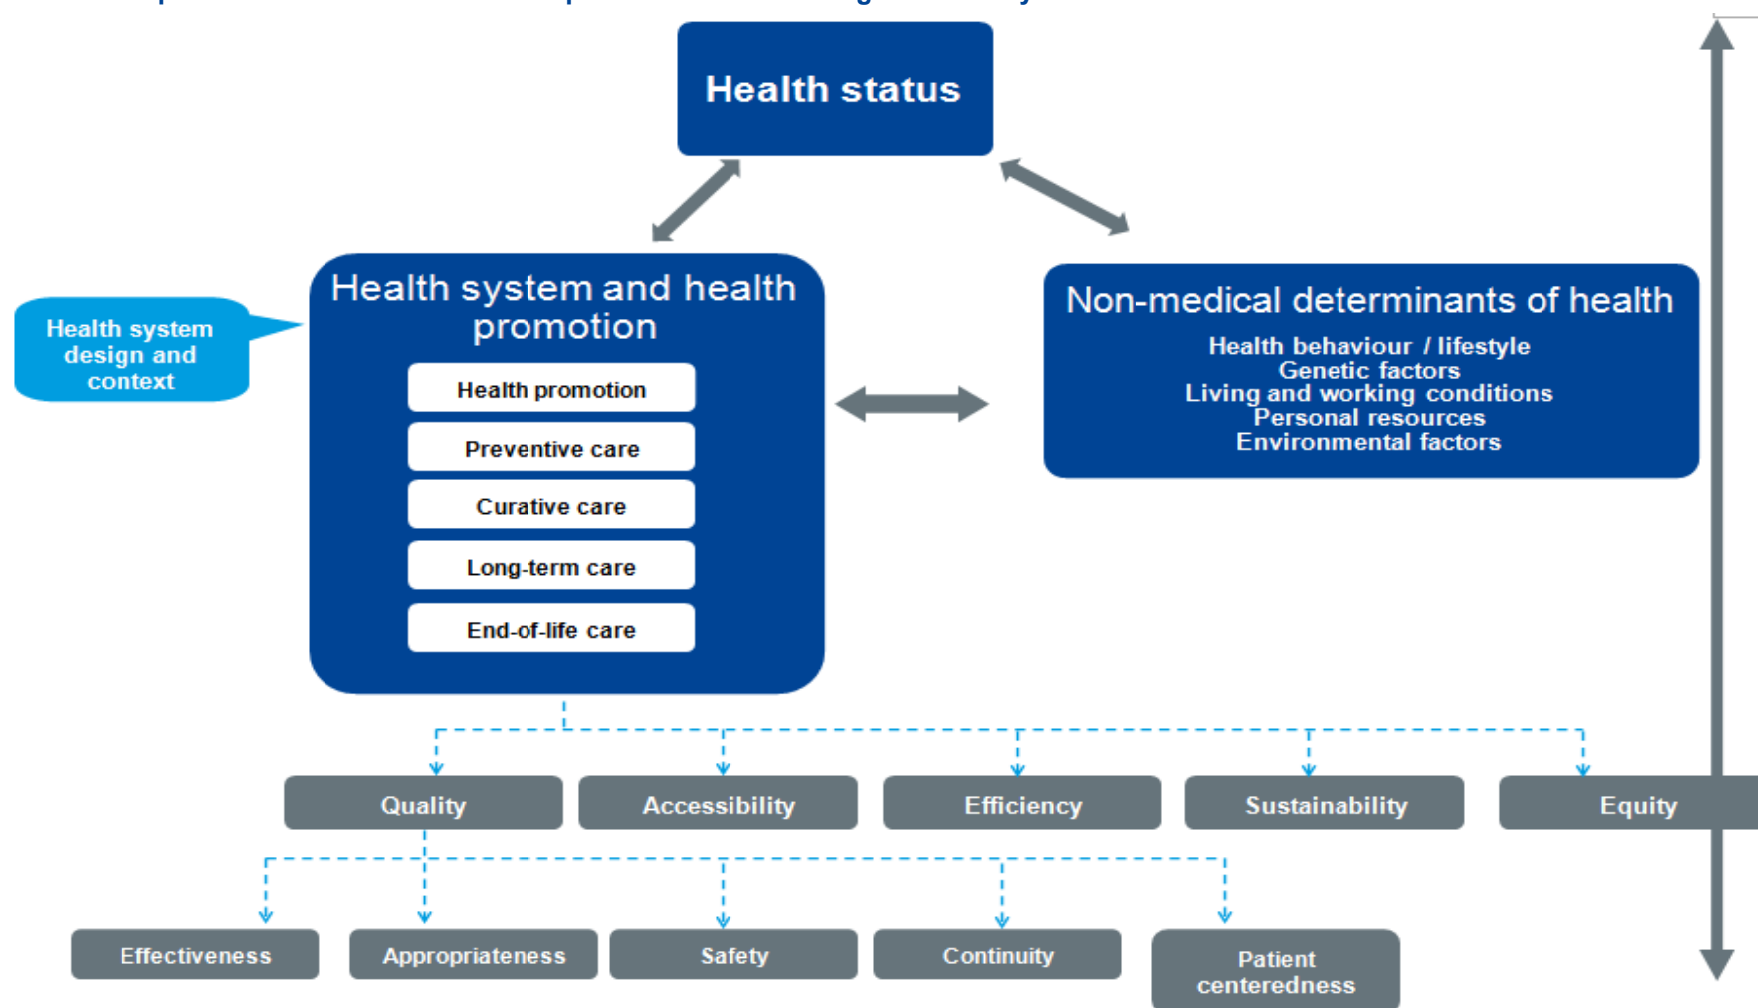 Health status
Health system and health
promotion
Health system
design and
context
Health promotion
Preventive care
Curative care
Long-term care
End-of-life care
Non-medical determinants of health
Health behaviour / lifestyle
Genetic factors
Living and working conditions
Personal resources
Environmental factors
Quality
Accessibility
Efficiency
Sustainability
Equity
Effectiveness
Appropriateness
Safety
Continuity
Patient
centeredness